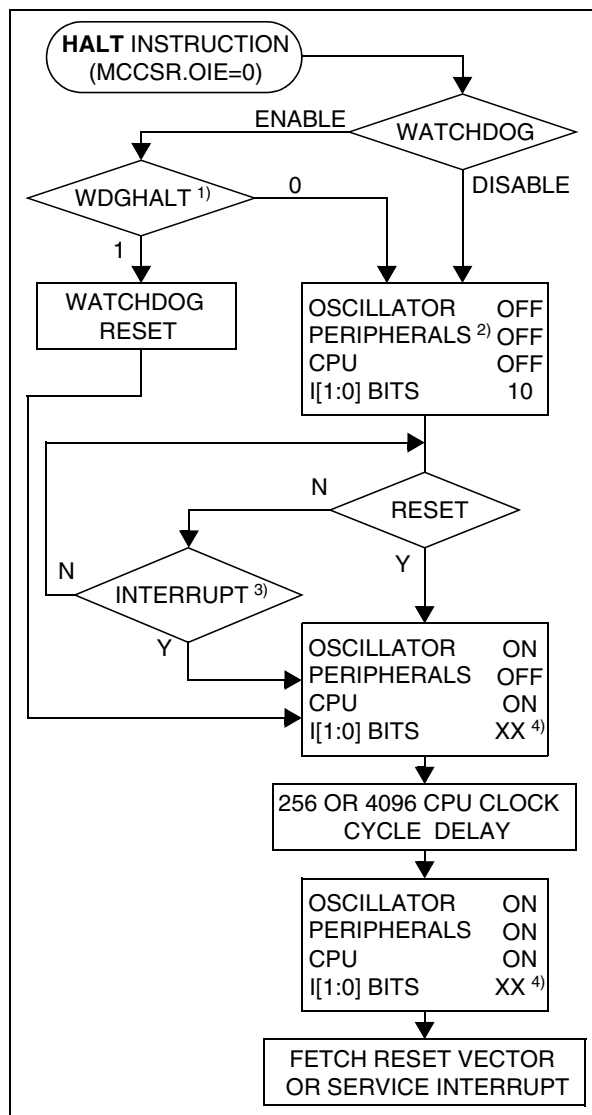 HALT INSTRUCTION
(MCCSR.OIE=0)
ENABLE
WATCHDOG
WDGHALT 1)
0
DISABLE
1
WATCHDOG
RESET
OSCILLATOR OFF
PERIPHERALS 2) OFF
CPU OFF
I[1:0] BITS 10
N
RESET
N
Y
INTERRUPT 3)
Y
OSCILLATOR ON
PERIPHERALS OFF
CPU ON
I[1:0] BITS XX 4)
256 OR 4096 CPU CLOCK
CYCLE DELAY
OSCILLATOR ON
PERIPHERALS ON
CPU ON
I[1:0] BITS XX 4)
FETCH RESET VECTOR
OR SERVICE INTERRUPT